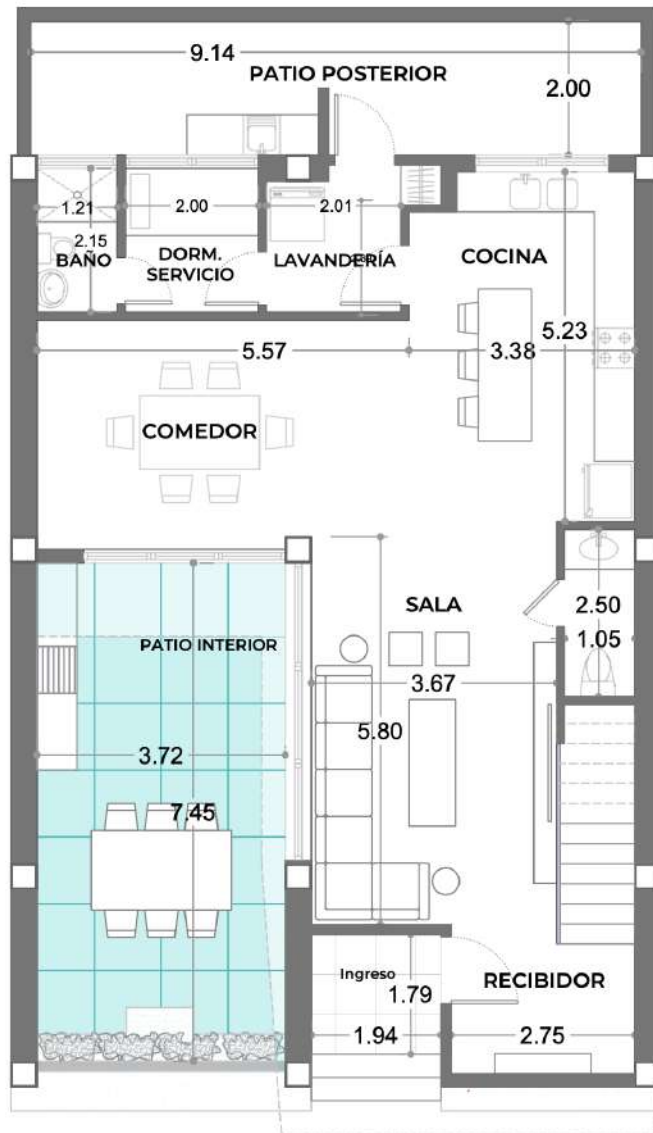 9.14
PATIO POSTERIOR
2.00
1.21
2.00
2.01
2.15
BAÑO
DORM.
SERVICIO
LAVANDERÍA
COCINA
5.23
5.57
3.38
COMEDOR
SALA
2.50
1.05
PATIO INTERIOR
3.67
5.80
3.72
7.45
Ingreso
1.79
RECIBIDOR
1.94
2.75